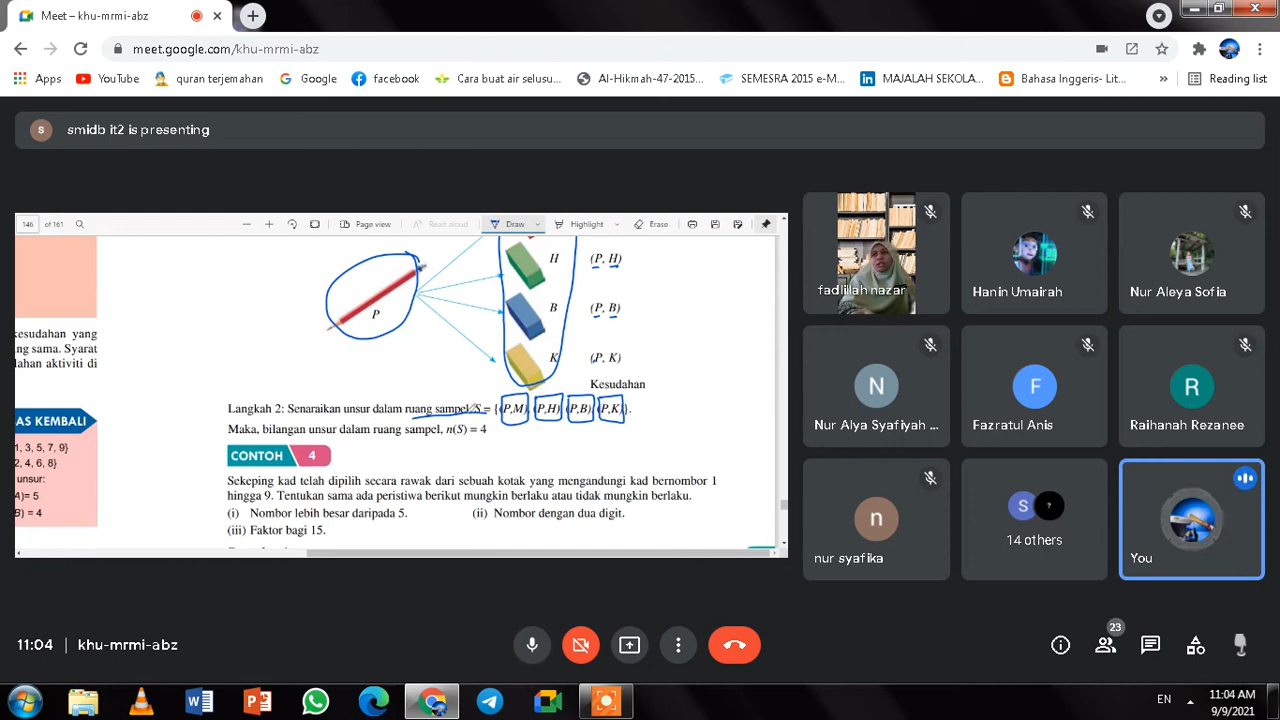 Meet – khu-mrmi-abz
meet.google.com/khu-mrmi-abz
Apps YouTube quran terjemahan Google facebook Cara buat air selusu... Al-Hikmah-47-2015... SEMESRA 2015 e-M... MAJALAH SEKOLA... Bahasa Inggeris- Lit... » Reading list
s smidb it2 is presenting
146 of 161 Page view Read aloud Draw Highlight Erase
H (P, H)
P
B (P, B)
K (P, K)
Kesudahan
kesudahan yang
ng sama. Syarat
lahan aktiviti di
Langkah 2: Senaraikan unsur dalam ruang sampel, S = {(P,M), (P,H), (P,B), (P,K)}.
Maka, bilangan unsur dalam ruang sampel, n(S) = 4
AS KEMBALI
1, 3, 5, 7, 9}
2, 4, 6, 8}
unsur:
A)= 5
B) = 4
CONTOH 4
Sekeping kad telah dipilih secara rawak dari sebuah kotak yang mengandungi kad bernombor 1
hingga 9. Tentukan sama ada peristiwa berikut mungkin berlaku atau tidak mungkin berlaku.
(i) Nombor lebih besar daripada 5. (ii) Nombor dengan dua digit.
(iii) Faktor bagi 15.
fadlillah nazar
Hanin Umairah
Nur Aleya Sofia
N
Nur Alya Safiyah ...
F
Fazratul Anis
R
Raihanah Rezanee
n
nur syafika
S ?
14 others
You
11:04 | khu-mrmi-abz
23
EN
11:04 AM
9/9/2021